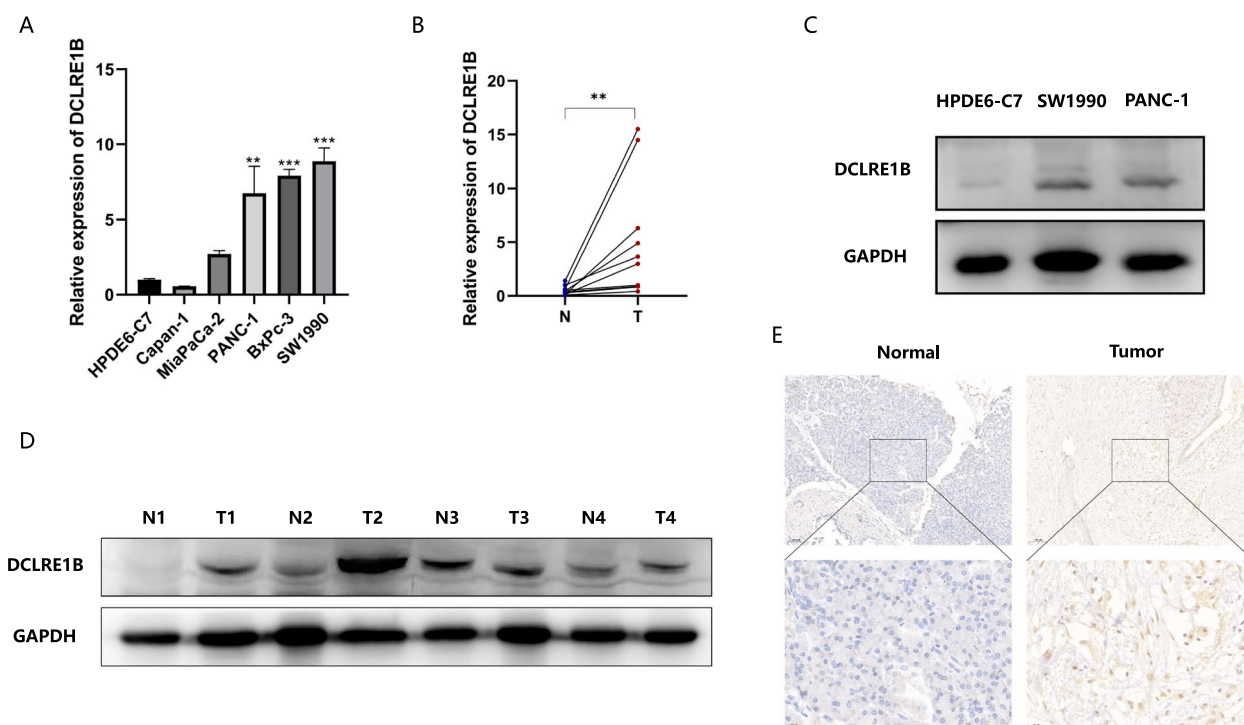 A
Relative expression of DCLRE1B
15
10
5
0
**
***
***
HPDE6-C7
Capan-1
MiaPaCa-2
PANC-1
BxPc-3
SW1990
B
Relative expression of DCLRE1B
20
15
10
5
0
**
N T
C
HPDE6-C7 SW1990 PANC-1
DCLRE1B
GAPDH
D
N1 T1 N2 T2 N3 T3 N4 T4
DCLRE1B
GAPDH
E
Normal Tumor